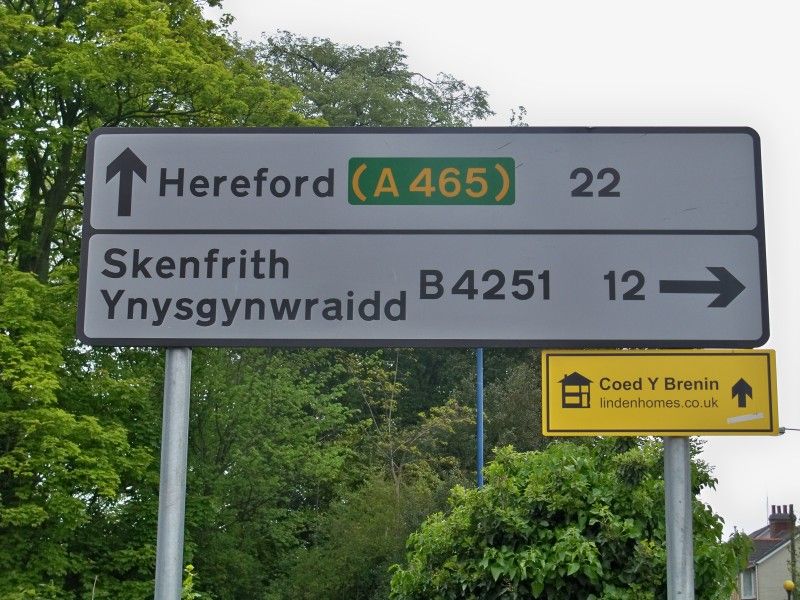 Hereford (A 465) 22
Skenfrith
Ynysgynwraidd B 4251 12
Coed Y Brenin
lindenhomes.co.uk